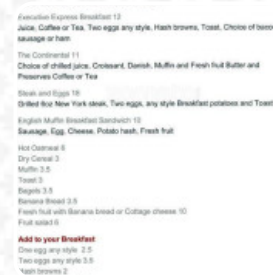 Executive Express Breakfast 12
Juice, Coffee or Tea, Two eggs any style, Hash browns, Toast, Choice of bacon
sausage or ham
The Continental 11
Choice of chilled juice, Croissant, Danish, Muffin and Fresh fruit Butter and
Preserves Coffee or Tea
Steak and Eggs 18
Grilled 6oz New York steak, Two eggs, any style Breakfast potatoes and Toast
English Muffin Breakfast Sandwich 10
Sausage, Egg, Cheese, Potato hash, Fresh fruit
Hot Oatmeal 6
Dry Cereal 3
Muffin 3.5
Toast 3
Bagels 3.5
Banana Bread 3.5
Fresh fruit with Banana bread or Cottage cheese 10
Fruit salad 6
Add to your Breakfast
One egg any style 2.5
Two eggs any style 3.5
Hash browns 2